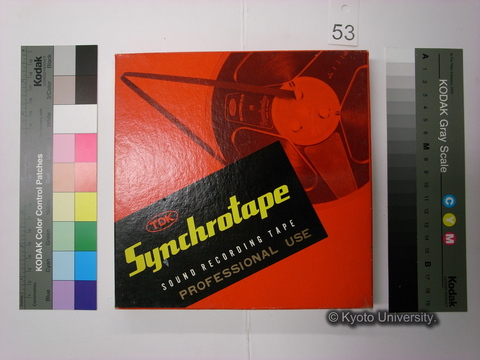 53
TDK
Synchrotape
SOUND RECORDING TAPE
PROFESSIONAL USE
KODAK Color Control Patches
Kodak
KODAK Gray Scale
C Y M
Kodak
A
M
B
© Kyoto University.